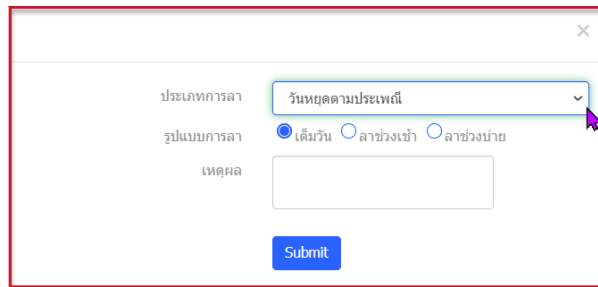 ×
ประเภทการลา วันหยุดตามประเพณี
รูปแบบการลา เต็มวัน ลาช่วงเช้า ลาช่วงบ่าย
เหตุผล
Submit